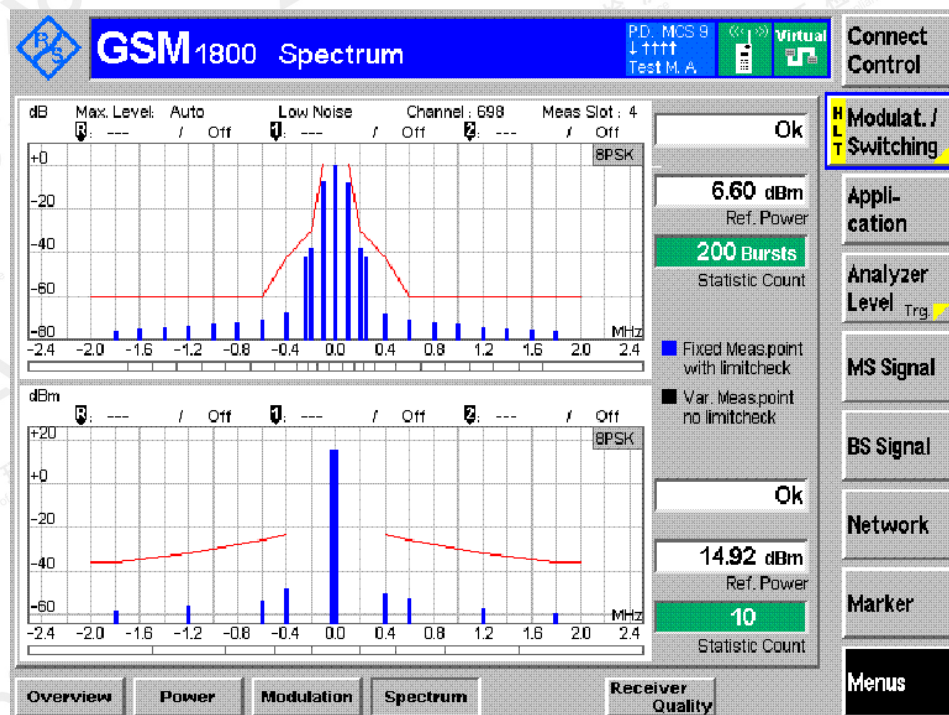 R S
GSM 1800 Spectrum
P.D. MCS 9
↓↑↑↑↑
Test M. A.
Virtual
Connect
Control
dB Max. Level: Auto Low Noise Channel : 698 Meas Slot : 4
R: --- / Off 1: --- / Off 2: --- / Off
8PSK
+0
-20
-40
-60
-80
MHz
-2.4 -2.0 -1.6 -1.2 -0.8 -0.4 0.0 0.4 0.8 1.2 1.6 2.0 2.4
Ok
6.60 dBm
Ref. Power
200 Bursts
Statistic Count
Fixed Meas.point
with limitcheck
Var. Meas.point
no limitcheck
dBm
R: --- / Off 1: --- / Off 2: --- / Off
8PSK
+20
+0
-20
-40
-60
MHz
-2.4 -2.0 -1.6 -1.2 -0.8 -0.4 0.0 0.4 0.8 1.2 1.6 2.0 2.4
Ok
14.92 dBm
Ref. Power
10
Statistic Count
HLT
Modulat. /
Switching
Appli-
cation
Analyzer
Level Trg.
MS Signal
BS Signal
Network
Marker
Menus
Overview Power Modulation Spectrum Receiver
Quality